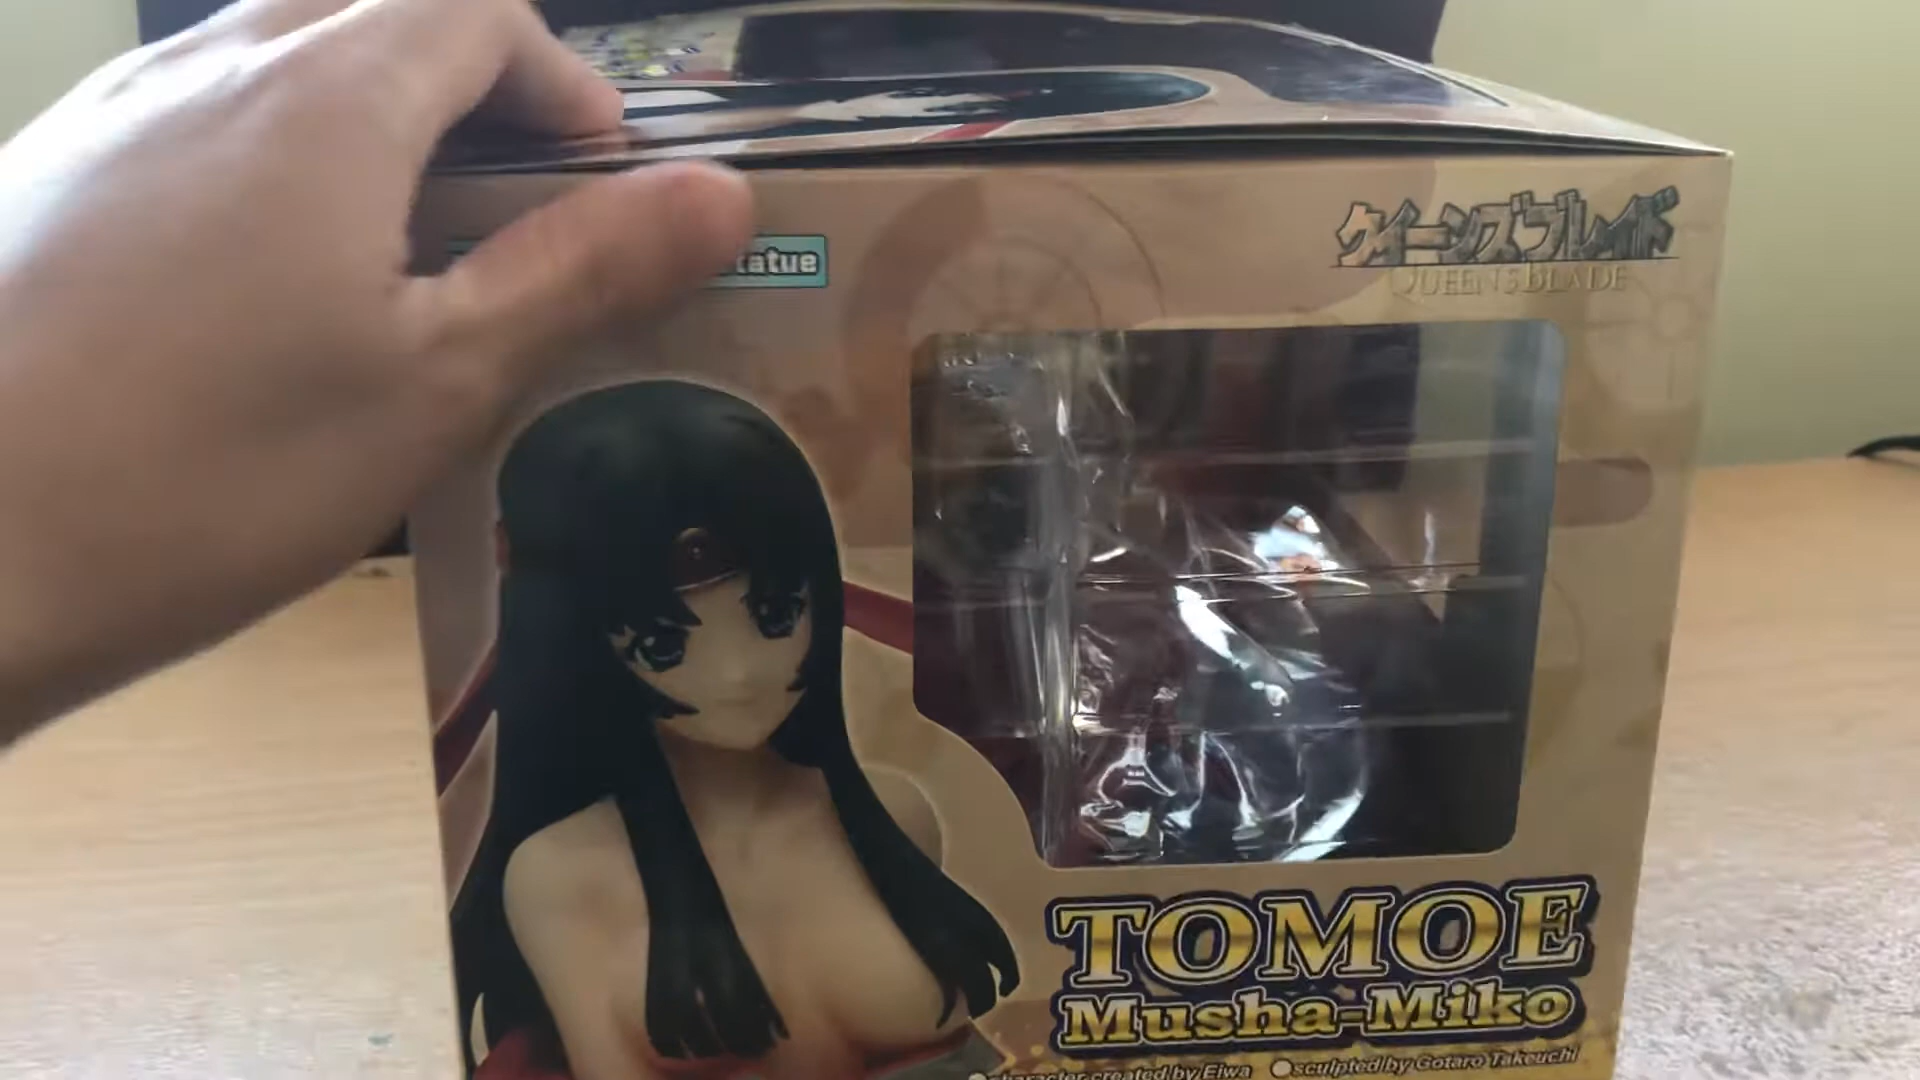 クイーンズブレイド
QUEEN'S BLADE
TOMOE
Musha-Miko
character created by Eiwa ●sculpted by Gotaro Takeuchi